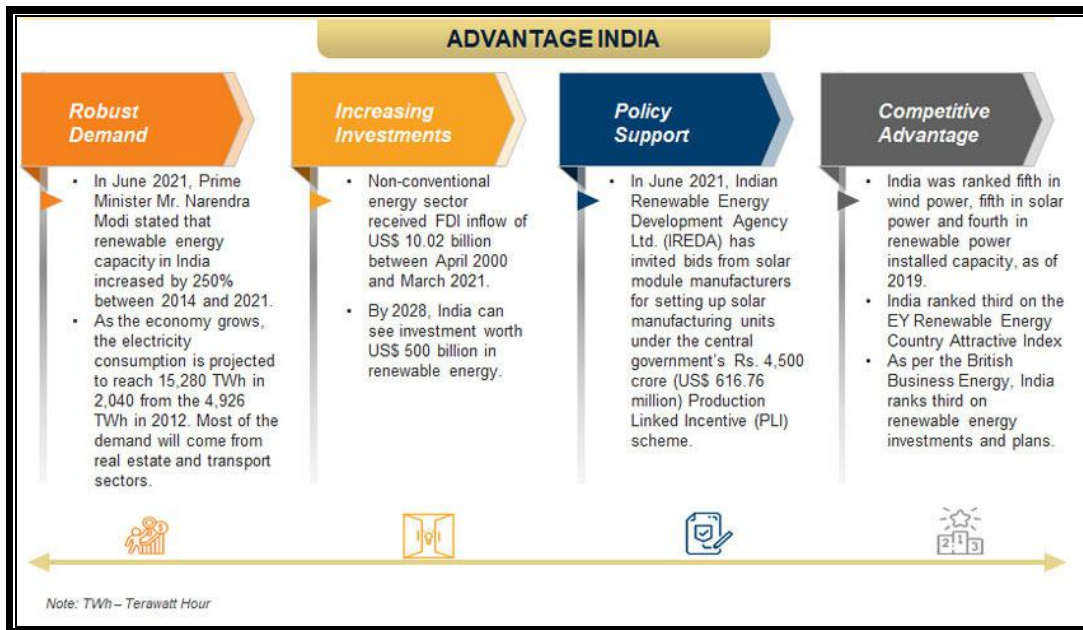 ADVANTAGE INDIA
Robust
Demand
• In June 2021, Prime
Minister Mr. Narendra
Modi stated that
renewable energy
capacity in India
increased by 250%
between 2014 and 2021.
• As the economy grows,
the electricity
consumption is projected
to reach 15,280 TWh in
2,040 from the 4,926
TWh in 2012. Most of the
demand will come from
real estate and transport
sectors.
Increasing
Investments
• Non-conventional
energy sector
received FDI inflow of
US$ 10.02 billion
between April 2000
and March 2021.
• By 2028, India can
see investment worth
US$ 500 billion in
renewable energy.
Policy
Support
• In June 2021, Indian
Renewable Energy
Development Agency
Ltd. (IREDA) has
invited bids from solar
module manufacturers
for setting up solar
manufacturing units
under the central
government's Rs. 4,500
crore (US$ 616.76
million) Production
Linked Incentive (PLI)
scheme.
Competitive
Advantage
• India was ranked fifth in
wind power, fifth in solar
power and fourth in
renewable power
installed capacity, as of
2019.
• India ranked third on the
EY Renewable Energy
Country Attractive Index
• As per the British
Business Energy, India
ranks third on
renewable energy
investments and plans.
2 1 3
Note: TWh – Terawatt Hour